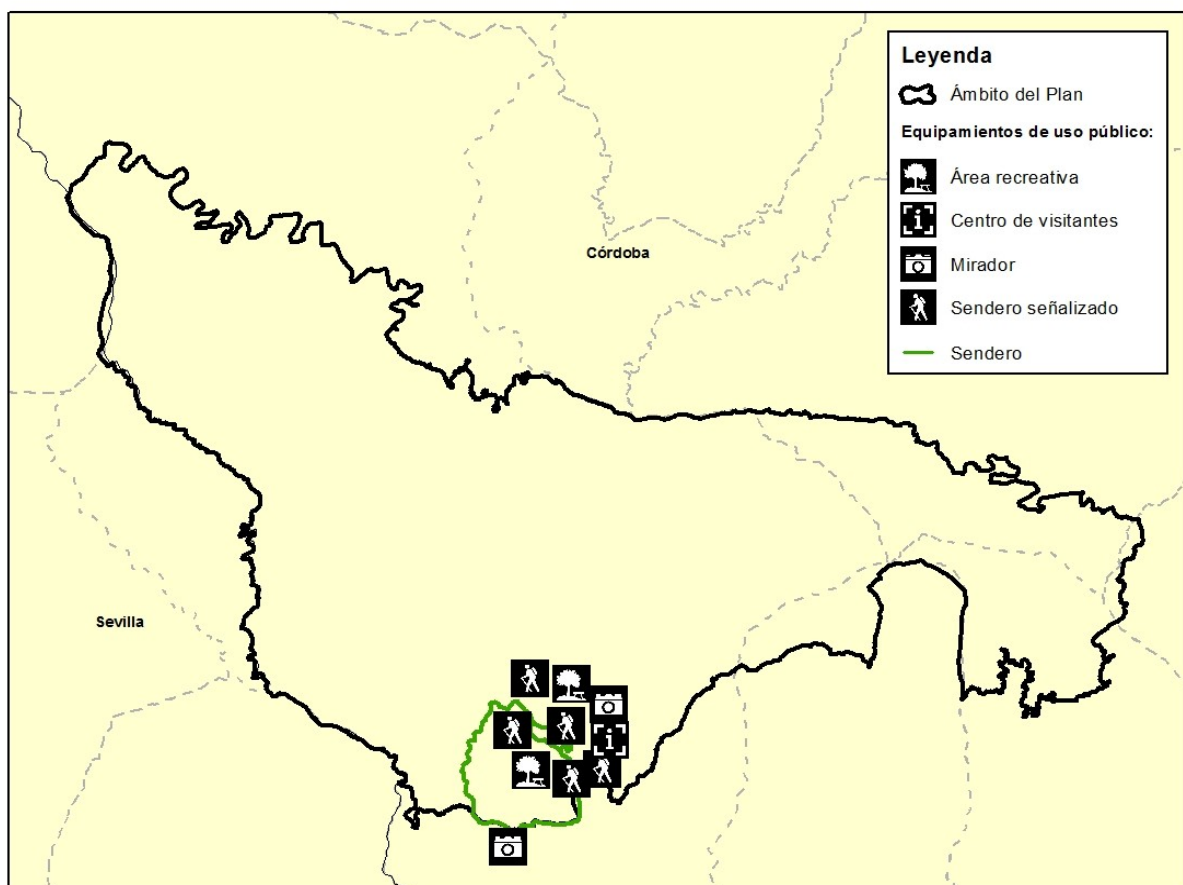 Leyenda
Ámbito del Plan
Equipamientos de uso público:
Área recreativa
Centro de visitantes
Mirador
Sendero señalizado
Sendero
Córdoba
Sevilla